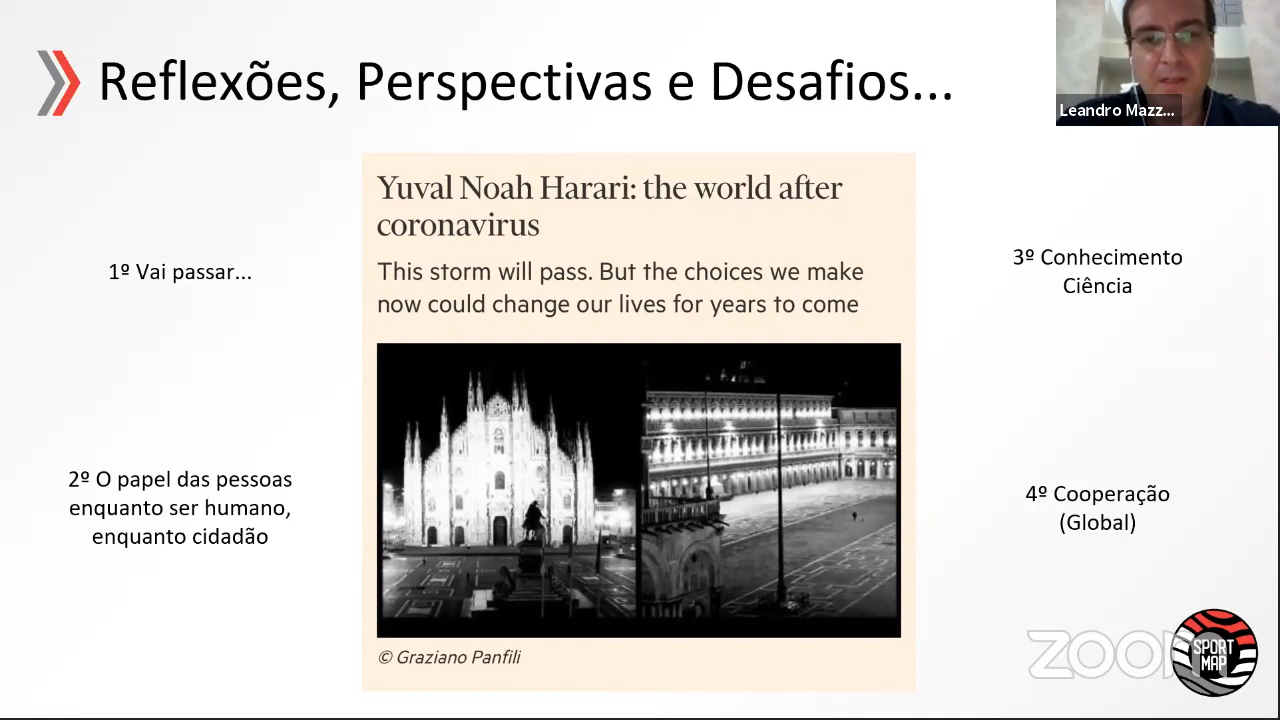 Reflexões, Perspectivas e Desafios...
Leandro Mazz...
Yuval Noah Harari: the world after
coronavirus
This storm will pass. But the choices we make
now could change our lives for years to come
© Graziano Panfili
1º Vai passar...
2º O papel das pessoas
enquanto ser humano,
enquanto cidadão
3º Conhecimento
Ciência
4º Cooperação
(Global)
zoom
SPORT
MAP